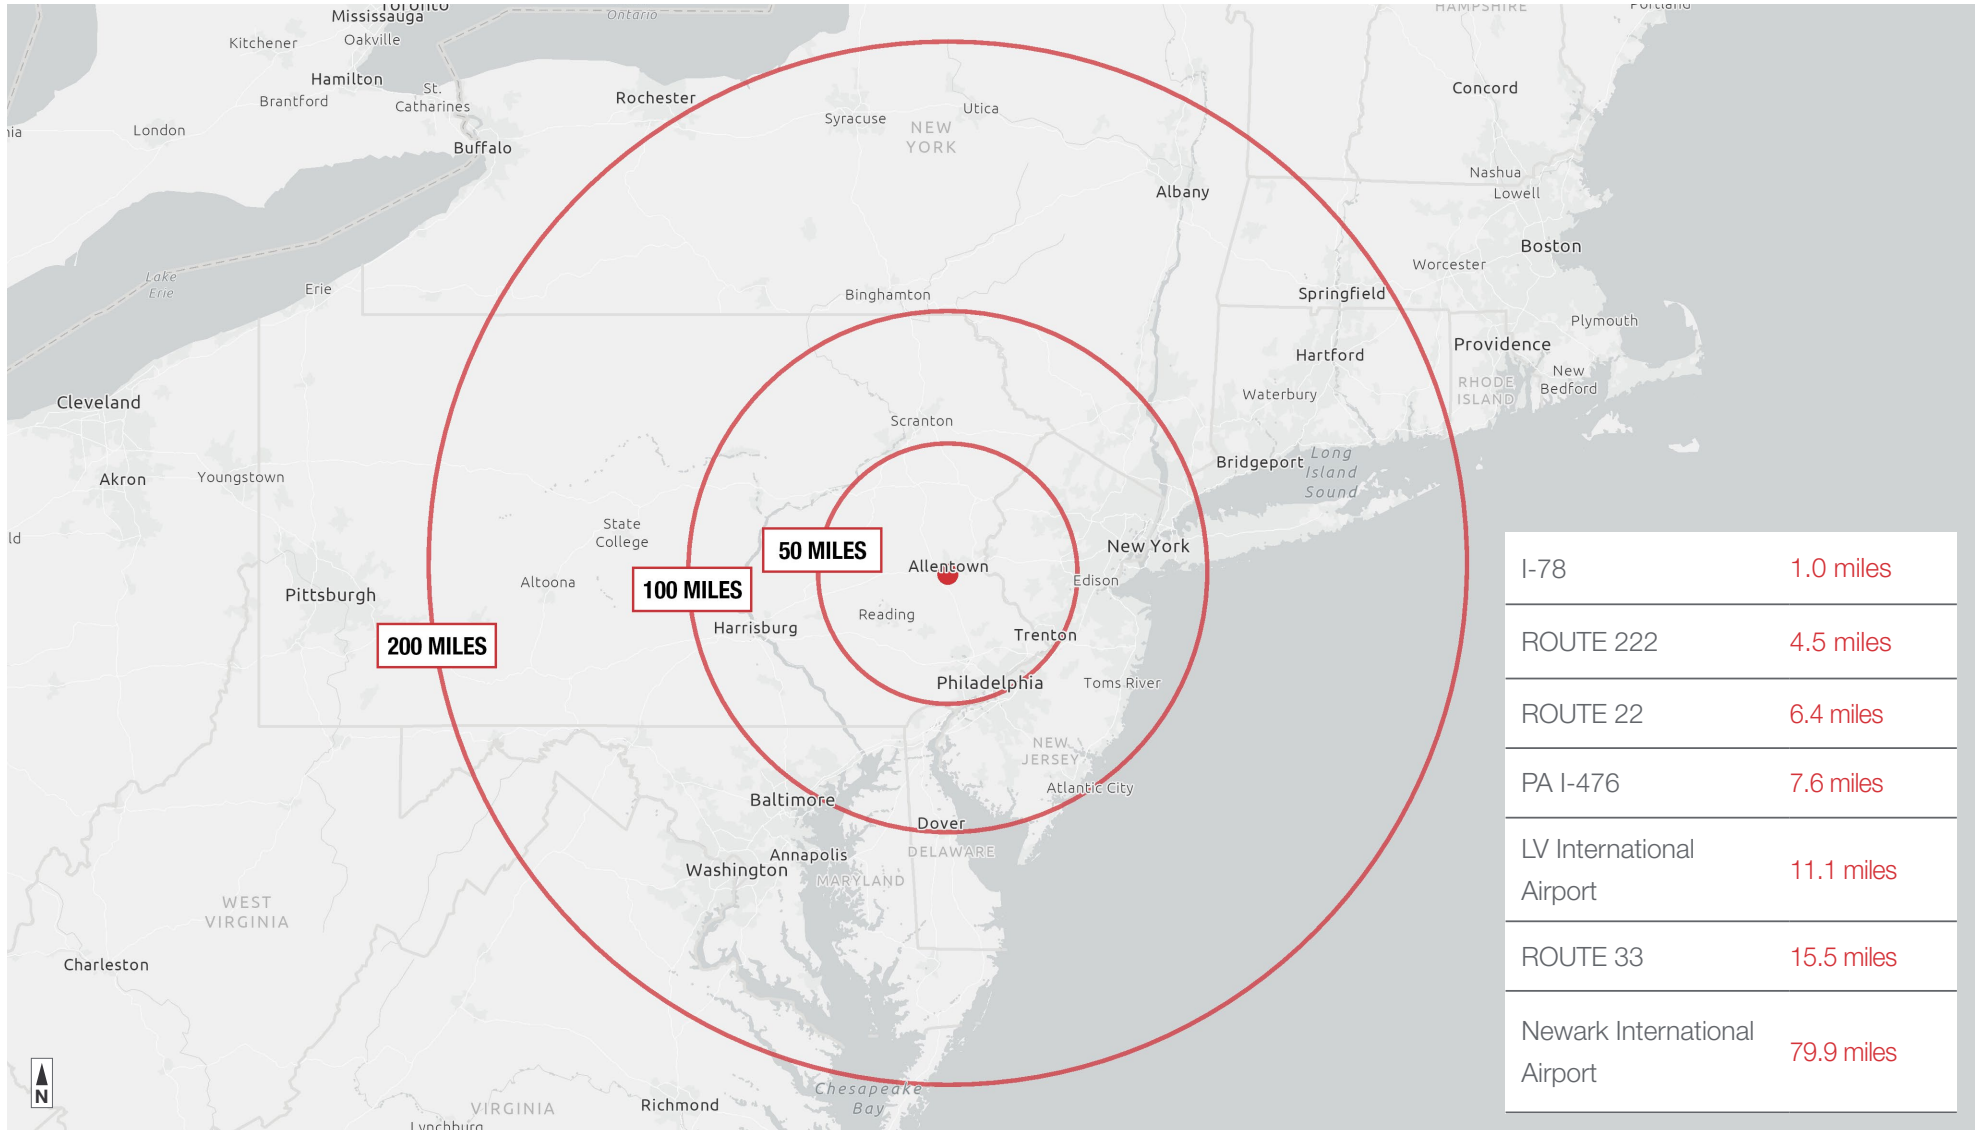 Toronto
Mississauga
Ontario
HAMPSHIRE
Portland
Kitchener
Oakville
Hamilton
St.
Catharines
Brantford
Rochester
Concord
London
Syracuse
Utica
NEW
YORK
Buffalo
Nashua
Lowell
Albany
Boston
Worcester
Lake
Erie
Erie
Binghamton
Springfield
Plymouth
Hartford
Providence
New
Bedford
RHODE
ISLAND
Waterbury
Cleveland
Scranton
Bridgeport
Long
Island
Sound
Akron
Youngstown
State
College
50 MILES
New York
Allentown
Edison
Altoona
100 MILES
Pittsburgh
Reading
Harrisburg
Trenton
200 MILES
Philadelphia
Toms River
NEW
JERSEY
Atlantic City
Baltimore
Dover
DELAWARE
Annapolis
Washington
MARYLAND
WEST
VIRGINIA
Charleston
Chesapeake
Bay
VIRGINIA
Richmond
Lynchburg
N
I-78 1.0 miles
ROUTE 222 4.5 miles
ROUTE 22 6.4 miles
PA I-476 7.6 miles
LV International
Airport 11.1 miles
ROUTE 33 15.5 miles
Newark International
Airport 79.9 miles